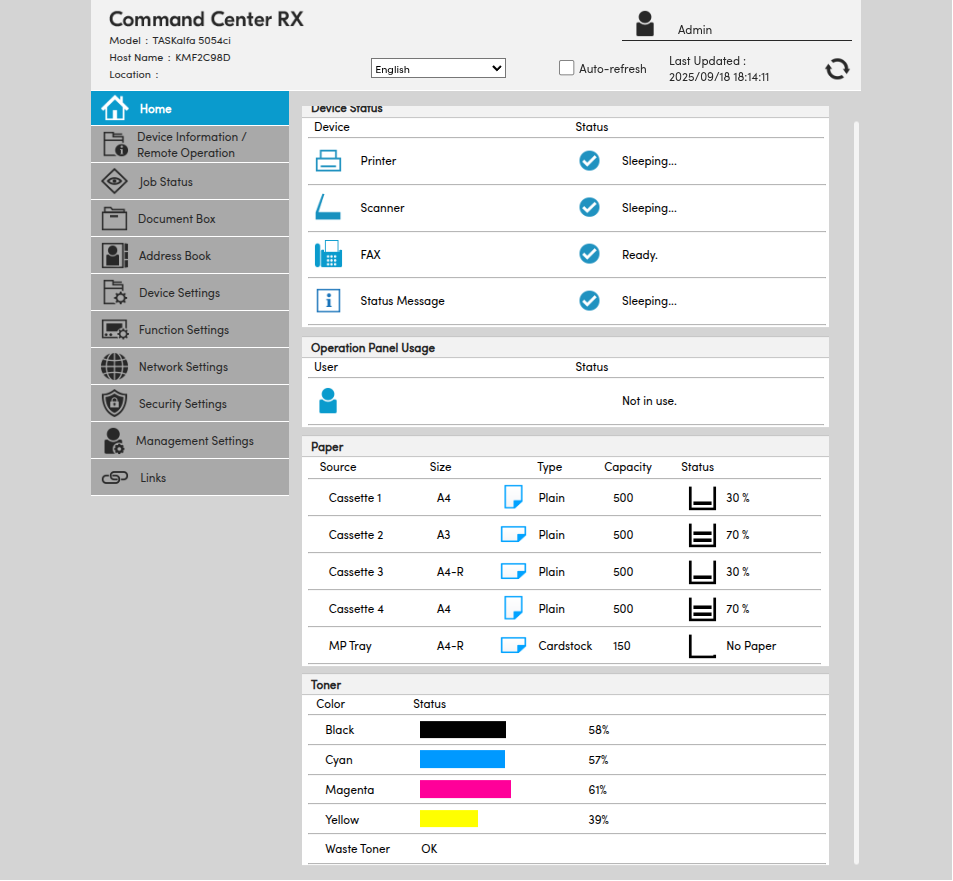 Command Center RX
Model : TASKalfa 5054ci
Host Name : KMF2C98D
Location :
Admin
English
Auto-refresh
Last Updated :
2025/09/18 18:14:11
Home
Device Information /
Remote Operation
Job Status
Document Box
Address Book
Device Settings
Function Settings
Network Settings
Security Settings
Management Settings
Links
Device Status
Device Status
Printer Sleeping...
Scanner Sleeping...
FAX Ready.
Status Message Sleeping...
Operation Panel Usage
User Status
Not in use.
Paper
Source Size Type Capacity Status
Cassette 1 A4 Plain 500 30 %
Cassette 2 A3 Plain 500 70 %
Cassette 3 A4-R Plain 500 30 %
Cassette 4 A4 Plain 500 70 %
MP Tray A4-R Cardstock 150 No Paper
Toner
Color Status
Black 58%
Cyan 57%
Magenta 61%
Yellow 39%
Waste Toner OK